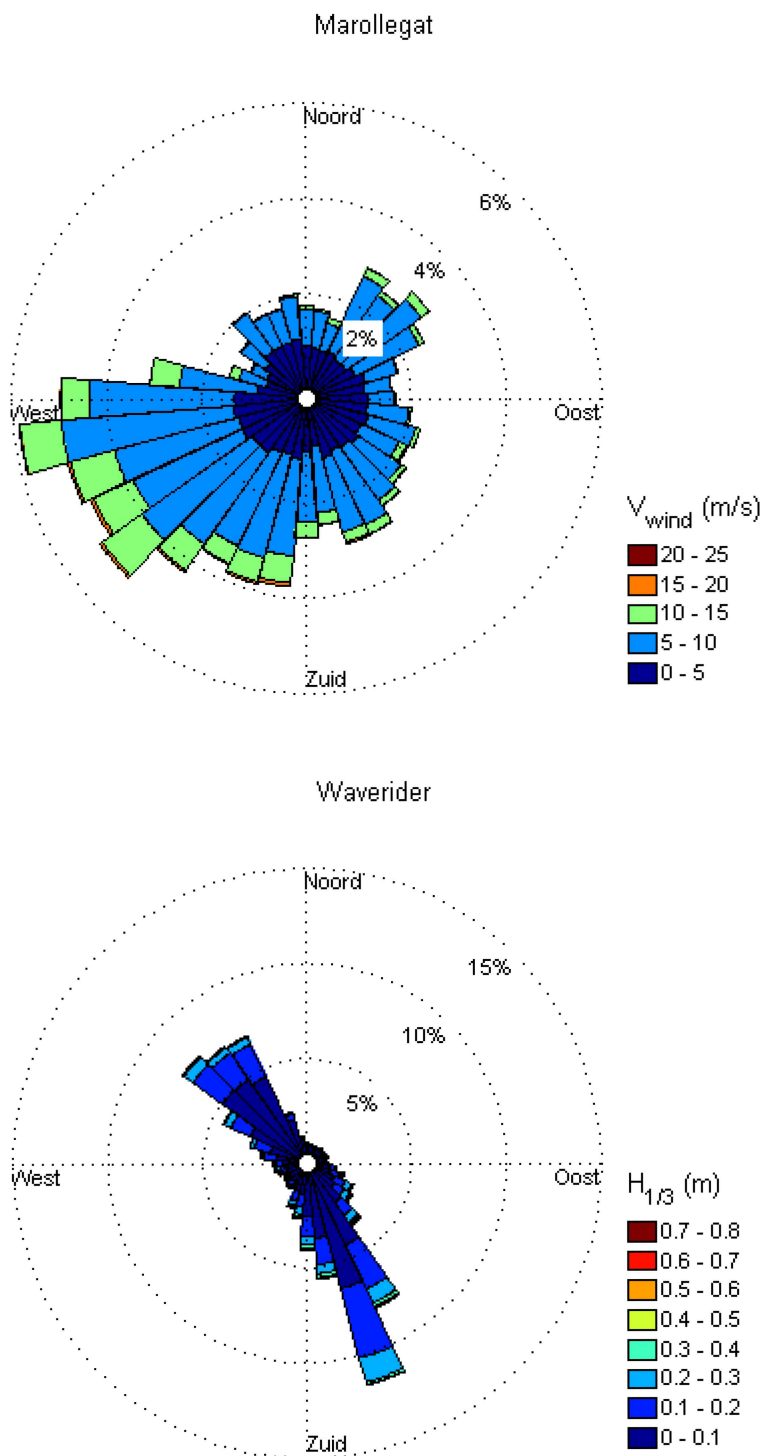 Marollegat
Noord
6%
4%
2%
West
Oost
Zuid
V_wind (m/s)
20 - 25
15 - 20
10 - 15
5 - 10
0 - 5
Waverider
Noord
15%
10%
5%
West
Oost
Zuid
H_1/3 (m)
0.7 - 0.8
0.6 - 0.7
0.5 - 0.6
0.4 - 0.5
0.3 - 0.4
0.2 - 0.3
0.1 - 0.2
0 - 0.1